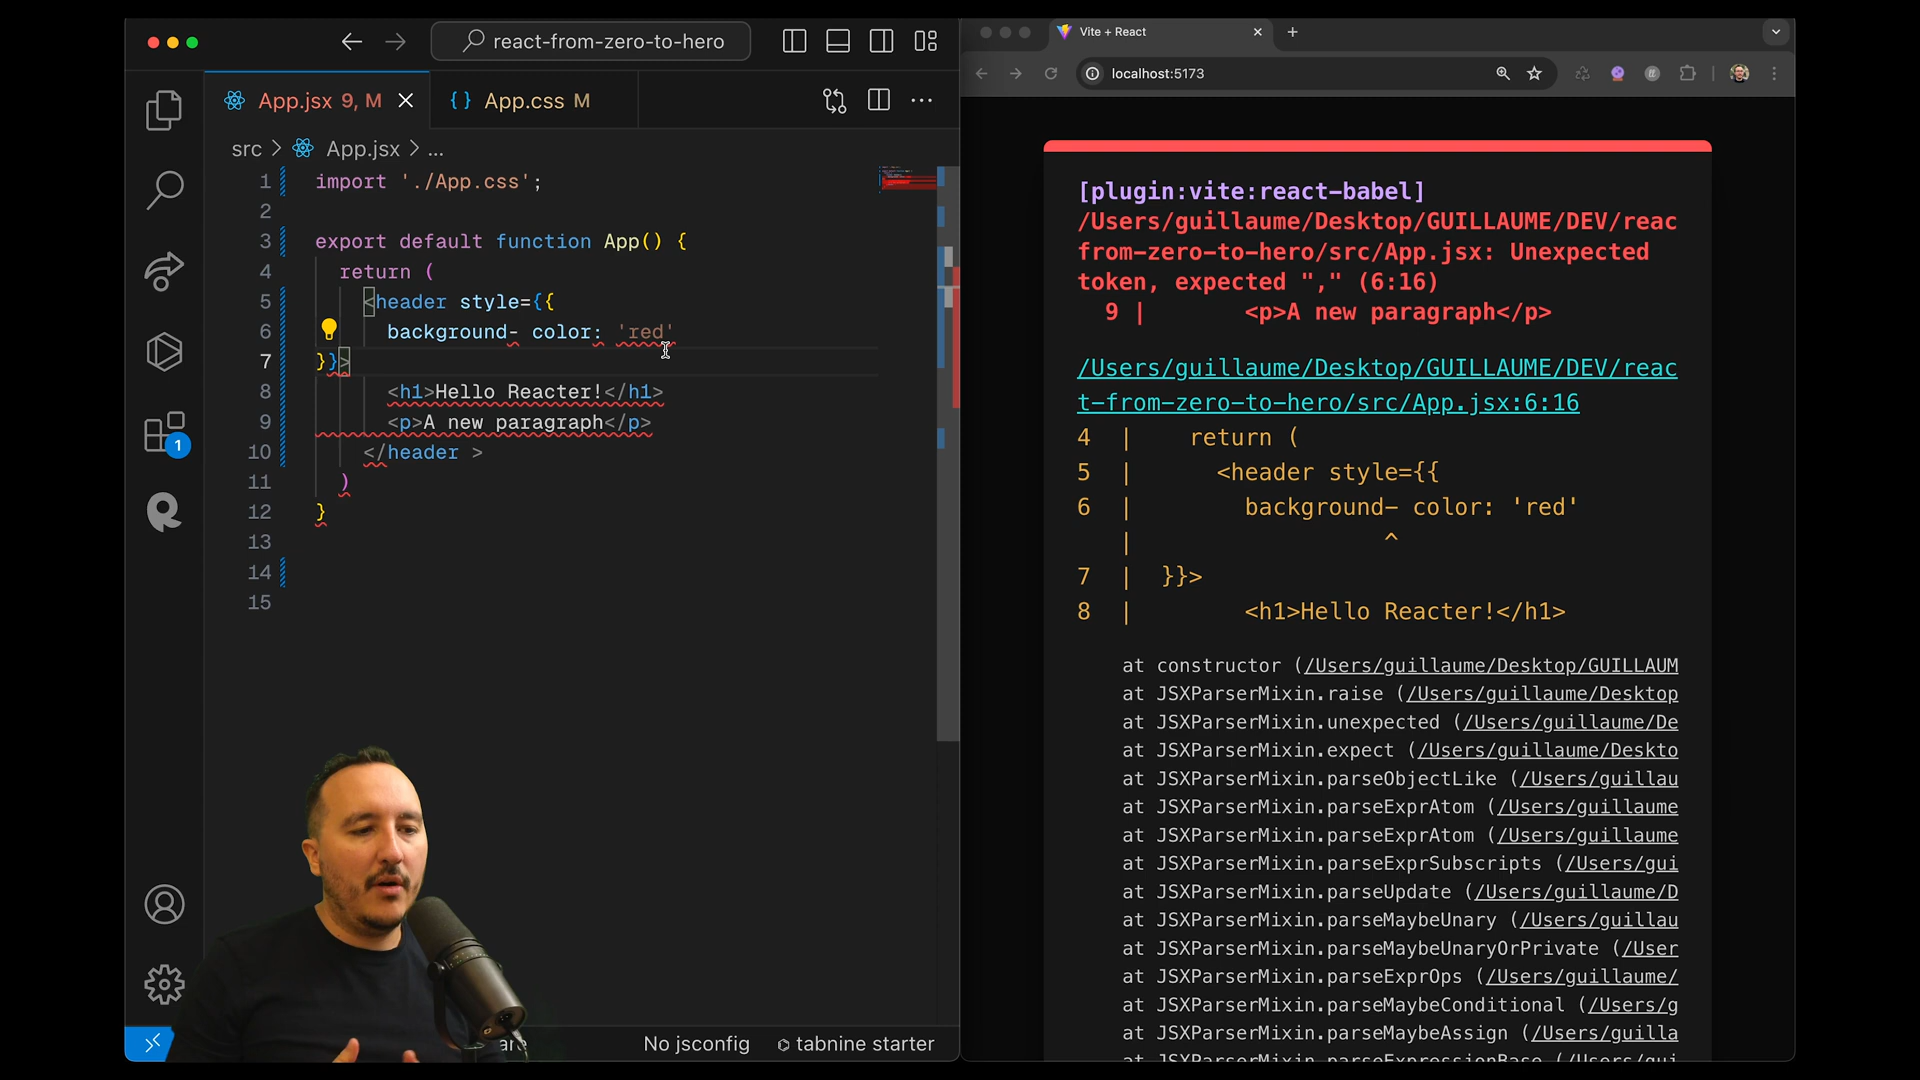 react-from-zero-to-hero
App.jsx 9, M
{ } App.css M
src > App.jsx > ...
1 import './App.css';
2
3 export default function App() {
4 return (
5 <header style={{
6 background- color: 'red'
7 }}>
8 <h1>Hello Reacter!</h1>
9 <p>A new paragraph</p>
10 </header >
11 )
12 }
13
14
15
1
No jsconfig
tabnine starter
Vite + React
localhost:5173
[plugin:vite:react-babel]
/Users/guillaume/Desktop/GUILLAUME/DEV/reac
from-zero-to-hero/src/App.jsx: Unexpected
token, expected "," (6:16)
9 | <p>A new paragraph</p>
/Users/guillaume/Desktop/GUILLAUME/DEV/reac
t-from-zero-to-hero/src/App.jsx:6:16
4 | return (
5 | <header style={{
6 | background- color: 'red'
| ^
7 | }}>
8 | <h1>Hello Reacter!</h1>
at constructor (/Users/guillaume/Desktop/GUILLAUM
at JSXParserMixin.raise (/Users/guillaume/Desktop
at JSXParserMixin.unexpected (/Users/guillaume/De
at JSXParserMixin.expect (/Users/guillaume/Deskto
at JSXParserMixin.parseObjectLike (/Users/guillau
at JSXParserMixin.parseExprAtom (/Users/guillaume
at JSXParserMixin.parseExprAtom (/Users/guillaume
at JSXParserMixin.parseExprSubscripts (/Users/gui
at JSXParserMixin.parseUpdate (/Users/guillaume/D
at JSXParserMixin.parseMaybeUnary (/Users/guillau
at JSXParserMixin.parseMaybeUnaryOrPrivate (/User
at JSXParserMixin.parseExprOps (/Users/guillaume/
at JSXParserMixin.parseMaybeConditional (/Users/g
at JSXParserMixin.parseMaybeAssign (/Users/guilla